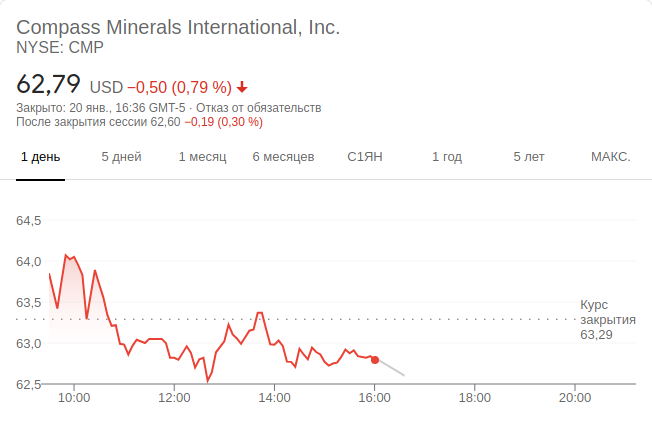 Compass Minerals International, Inc.
NYSE: CMP
62,79 USD −0,50 (0,79 %)
Закрыто: 20 янв., 16:36 GMT-5 · Отказ от обязательств
После закрытия сессии 62,60 −0,19 (0,30 %)
1 день 5 дней 1 месяц 6 месяцев С1ЯН 1 год 5 лет МАКС.
64,5
64,0
63,5
63,0
62,5
Курс
закрытия
63,29
10:00 12:00 14:00 16:00 18:00 20:00